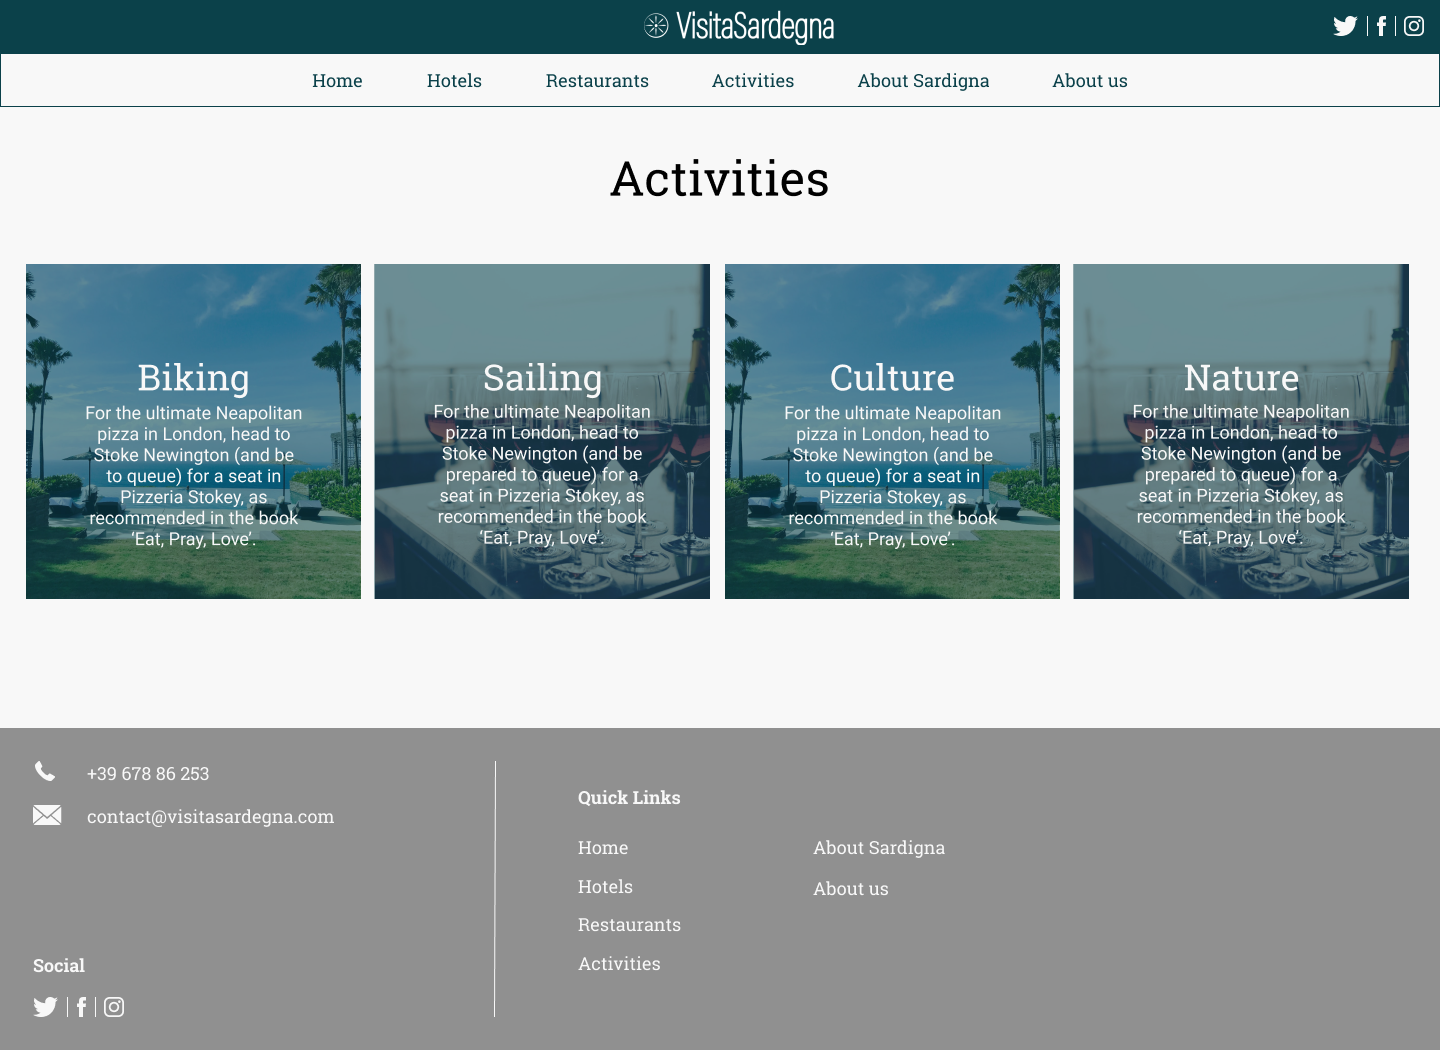 VisitaSardegna
Home Hotels Restaurants Activities About Sardigna About us
Activities
Biking
For the ultimate Neapolitan
pizza in London, head to
Stoke Newington (and be
to queue) for a seat in
Pizzeria Stokey, as
recommended in the book
‘Eat, Pray, Love’.
Sailing
For the ultimate Neapolitan
pizza in London, head to
Stoke Newington (and be
prepared to queue) for a
seat in Pizzeria Stokey, as
recommended in the book
‘Eat, Pray, Love’.
Culture
For the ultimate Neapolitan
pizza in London, head to
Stoke Newington (and be
to queue) for a seat in
Pizzeria Stokey, as
recommended in the book
‘Eat, Pray, Love’.
Nature
For the ultimate Neapolitan
pizza in London, head to
Stoke Newington (and be
prepared to queue) for a
seat in Pizzeria Stokey, as
recommended in the book
‘Eat, Pray, Love’.
+39 678 86 253
contact@visitasardegna.com
Social
Quick Links
Home
Hotels
Restaurants
Activities
About Sardigna
About us